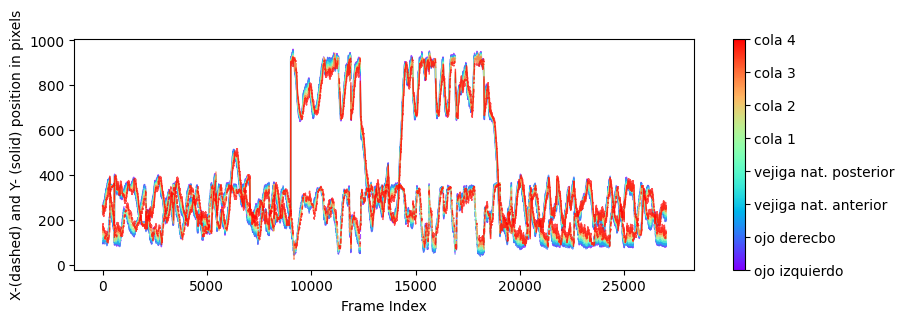 X-(dashed) and Y- (solid) position in pixels
1000
800
600
400
200
0
0 5000 10000 15000 20000 25000
Frame Index
cola 4
cola 3
cola 2
cola 1
vejiga nat. posterior
vejiga nat. anterior
ojo derecbo
ojo izquierdo